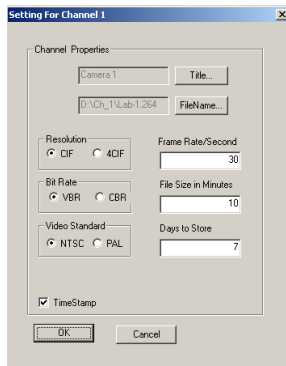 Setting For Channel 1
Channel Properties
Camera 1
Title...
D:\Ch_1\Lab-1.264
FileName...
Resolution
CIF 4CIF
Frame Rate/Second
30
Bit Rate
VBR CBR
File Size in Minutes
10
Video Standard
NTSC PAL
Days to Store
7
TimeStamp
OK
Cancel